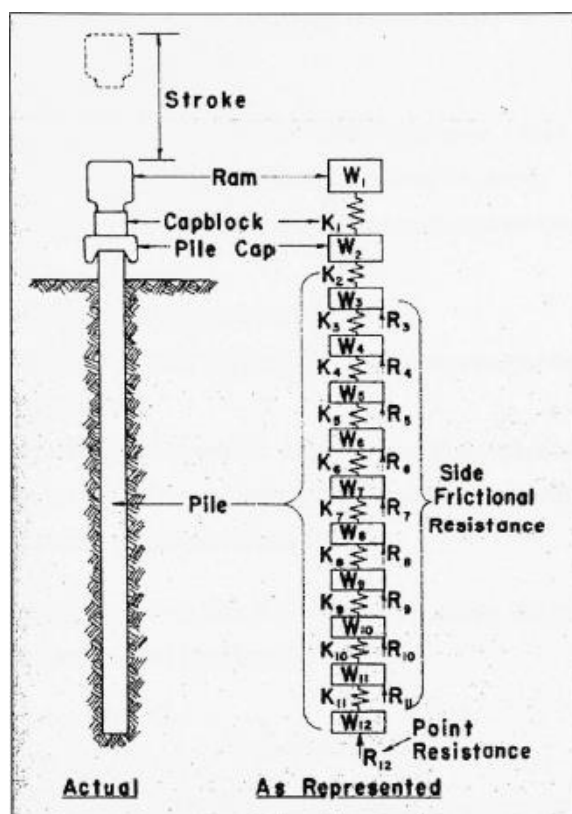 Stroke
Ram
W₁
Capblock
K₁
Pile Cap
W₂
K₂
W₃
K₃
R₃
W₄
K₄
R₄
W₅
K₅
R₅
W₆
K₆
R₆
Side
Frictional
Resistance
Pile
W₇
K₇
R₇
W₈
K₈
R₈
W₉
K₉
R₉
W₁₀
K₁₀
R₁₀
W₁₁
K₁₁
R₁₁
W₁₂
Point
Resistance
R₁₂
Actual
As Represented